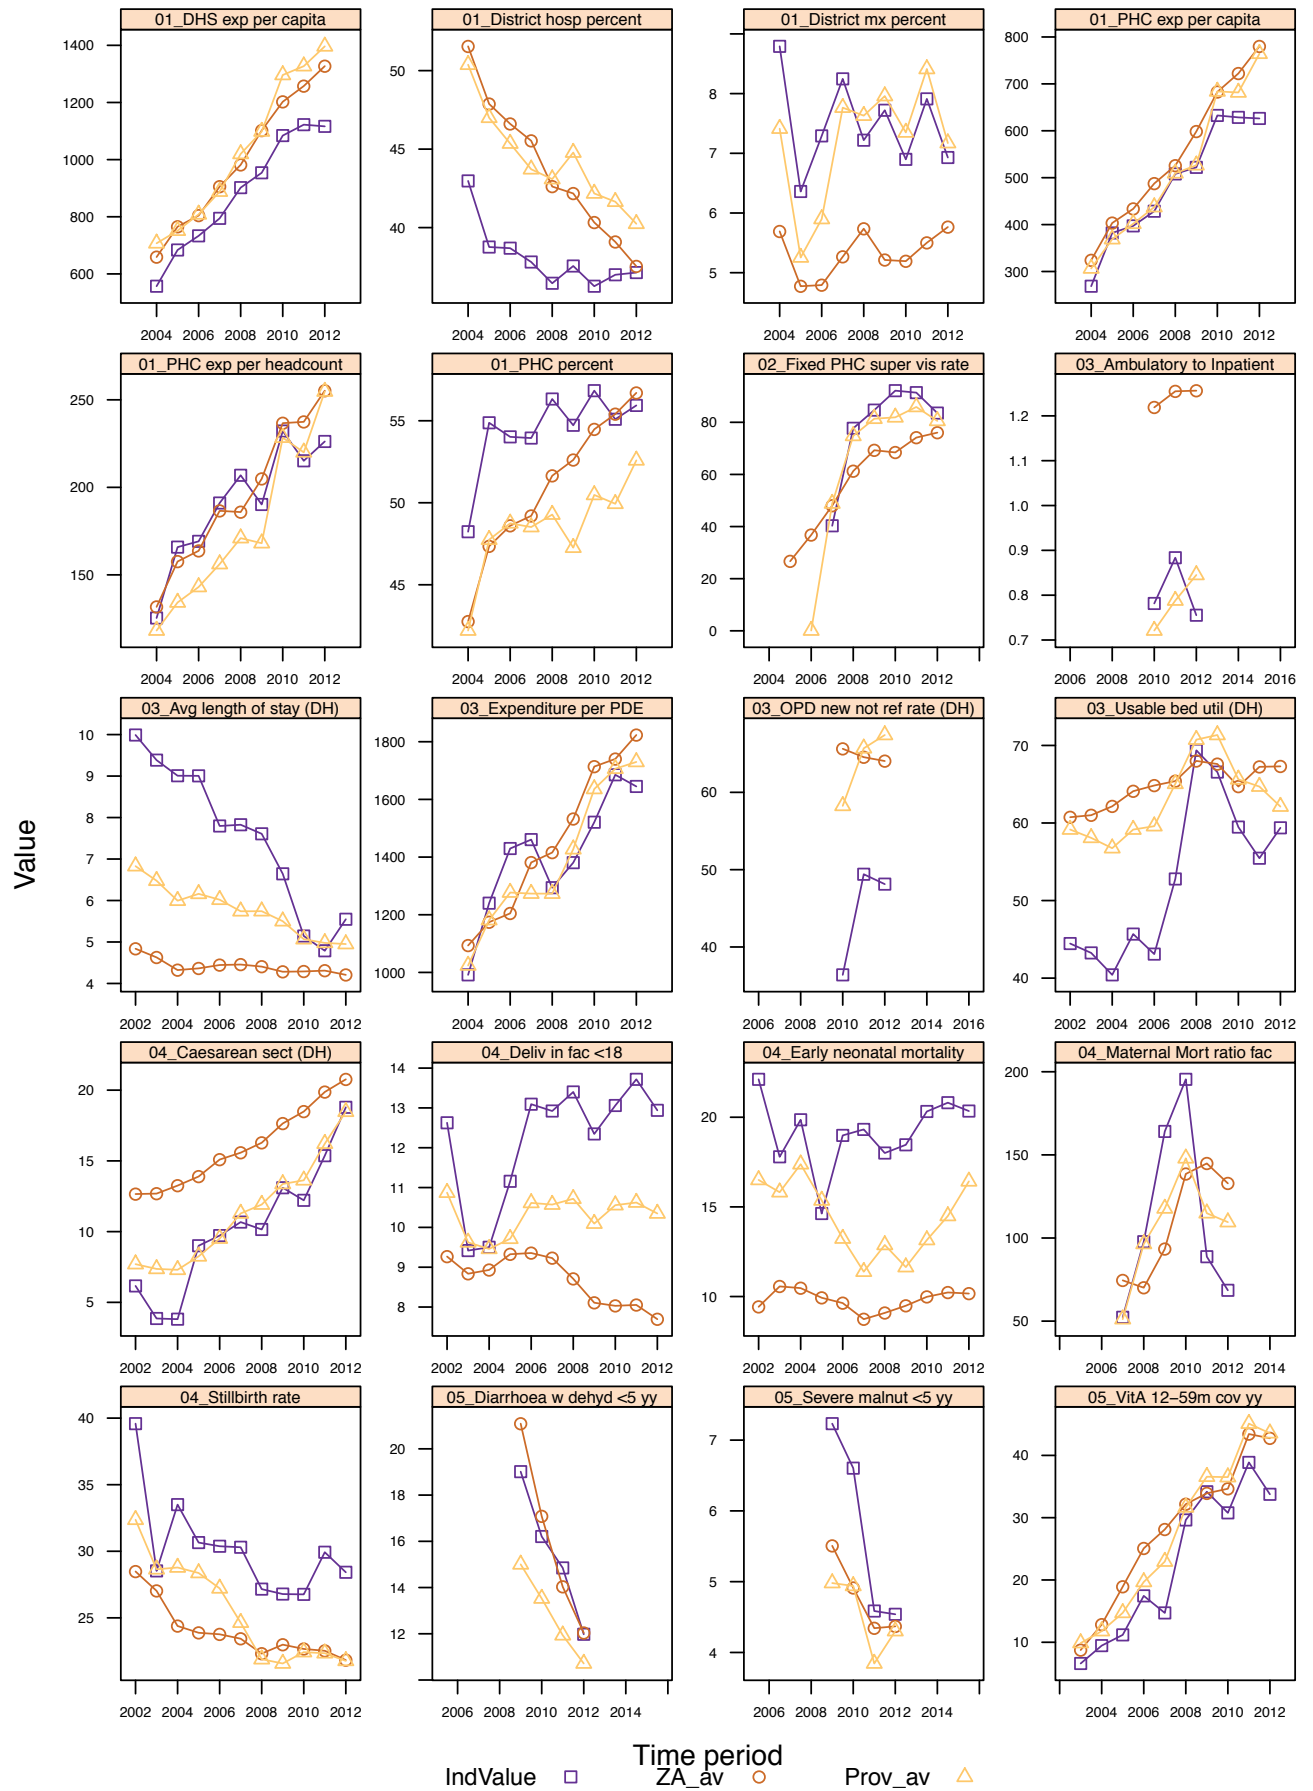 01_DHS exp per capita 01_District hosp percent 01_District mx percent 01_PHC exp per capita
1400 50 8 800
1200 45 7 700
1000 40 6 600
800 5 500
600 400
300
2004 2006 2008 2010 2012 2004 2006 2008 2010 2012 2004 2006 2008 2010 2012 2004 2006 2008 2010 2012
01_PHC exp per headcount 01_PHC percent 02_Fixed PHC super vis rate 03_Ambulatory to Inpatient
250 55 80 1.2
200 50 60 1.1
150 45 40 1.0
20 0.9
0 0.8
0.7
2004 2006 2008 2010 2012 2004 2006 2008 2010 2012 2004 2006 2008 2010 2012 2006 2008 2010 2012 2014 2016
03_Avg length of stay (DH) 03_Expenditure per PDE 03_OPD new not ref rate (DH) 03_Usable bed util (DH)
10 1800 60 70
9 1600 50 60
8 1400 40 50
7 1200 40
6 1000
5
4
2002 2004 2006 2008 2010 2012 2004 2006 2008 2010 2012 2006 2008 2010 2012 2014 2016 2002 2004 2006 2008 2010 2012
04_Caesarean sect (DH) 04_Deliv in fac <18 04_Early neonatal mortality 04_Maternal Mort ratio fac
20 14 20 200
15 13 15 150
10 12 10 100
5 11 50
10
9
8
2002 2004 2006 2008 2010 2012 2002 2004 2006 2008 2010 2012 2002 2004 2006 2008 2010 2012 2006 2008 2010 2012 2014
04_Stillbirth rate 05_Diarrhoea w dehyd <5 yy 05_Severe malnut <5 yy 05_VitA 12−59m cov yy
40 20 7 40
35 18 6 30
30 16 5 20
25 14 4 10
12
2002 2004 2006 2008 2010 2012 2006 2008 2010 2012 2014 2006 2008 2010 2012 2014 2004 2006 2008 2010 2012
Value
Time period
IndValue ZA_av Prov_av